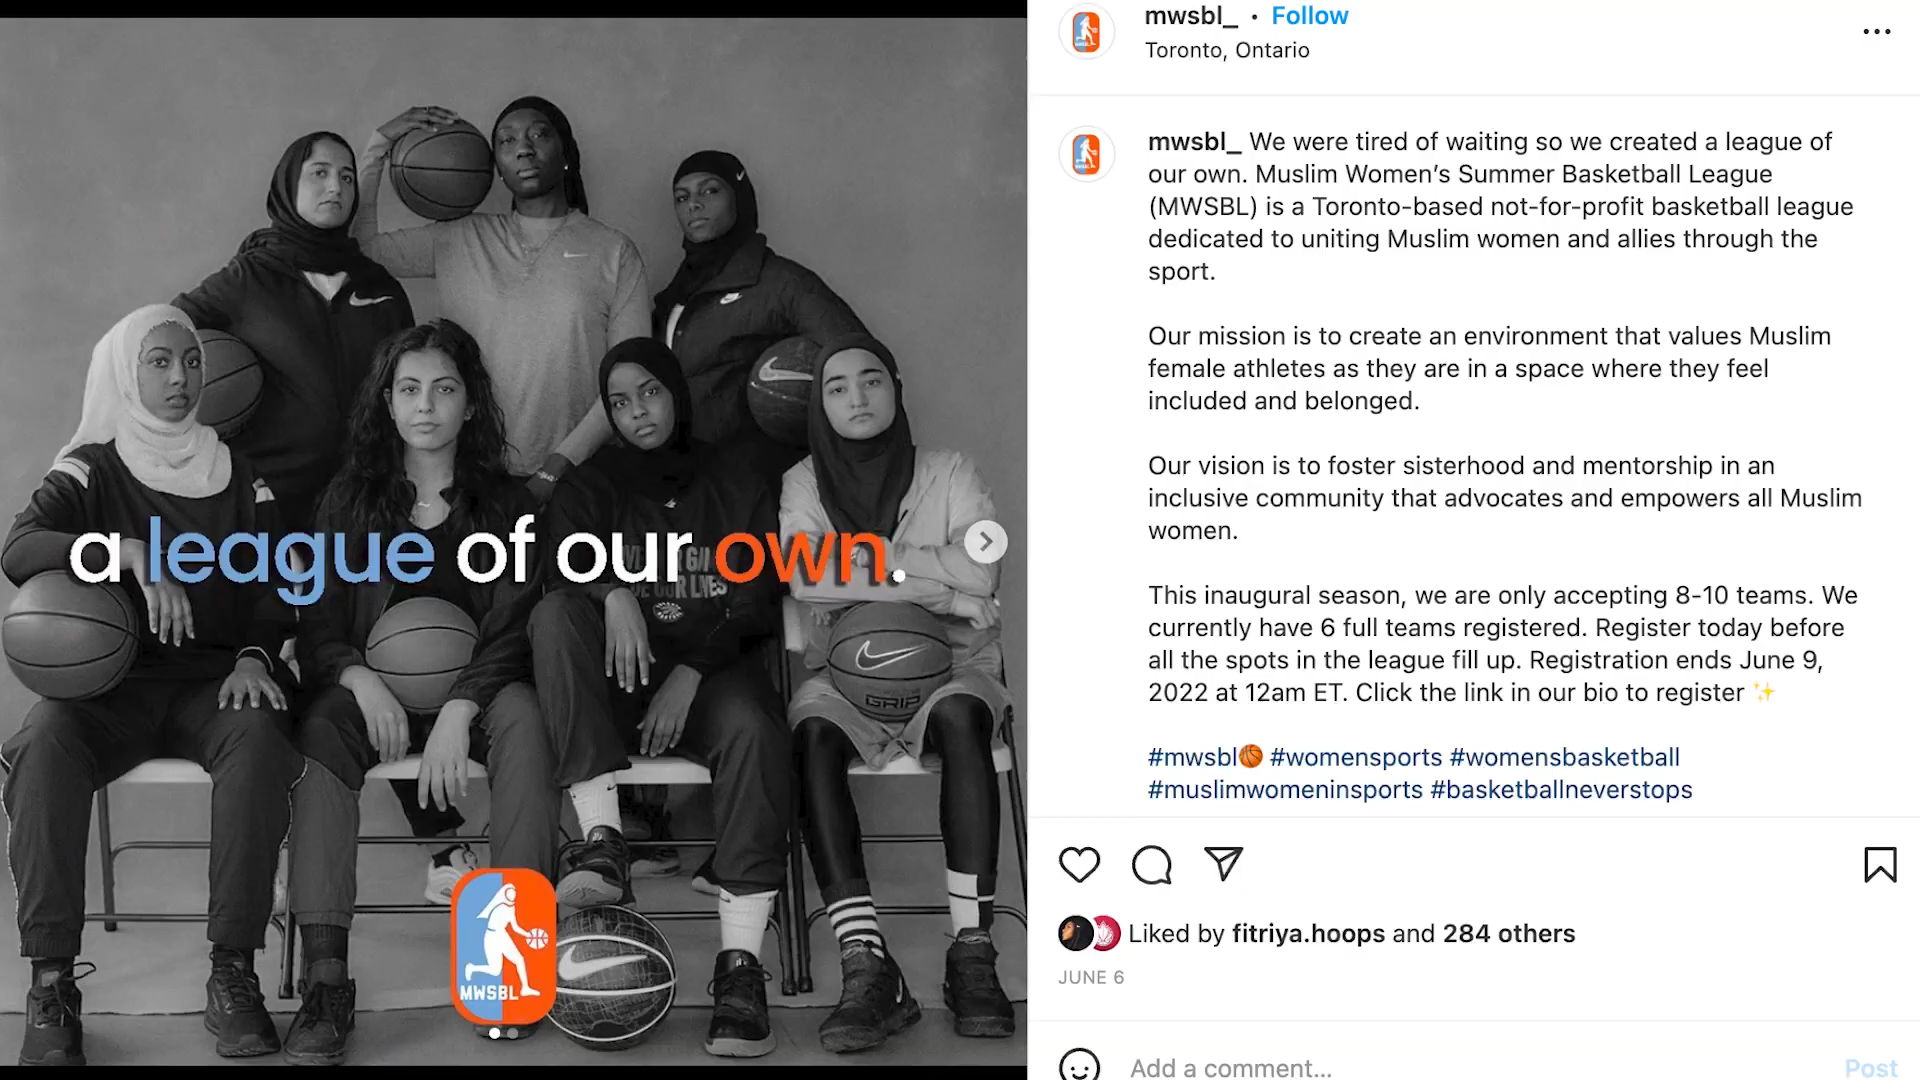 a league of our own.
GRIP
MWSBL
mwsbl_ • Follow
Toronto, Ontario
mwsbl_ We were tired of waiting so we created a league of
our own. Muslim Women’s Summer Basketball League
(MWSBL) is a Toronto-based not-for-profit basketball league
dedicated to uniting Muslim women and allies through the
sport.
Our mission is to create an environment that values Muslim
female athletes as they are in a space where they feel
included and belonged.
Our vision is to foster sisterhood and mentorship in an
inclusive community that advocates and empowers all Muslim
women.
This inaugural season, we are only accepting 8-10 teams. We
currently have 6 full teams registered. Register today before
all the spots in the league fill up. Registration ends June 9,
2022 at 12am ET. Click the link in our bio to register ✨
#mwsbl🏀 #womensports #womensbasketball
#muslimwomeninsports #basketballneverstops
Liked by fitriya.hoops and 284 others
JUNE 6
Add a comment...
Post